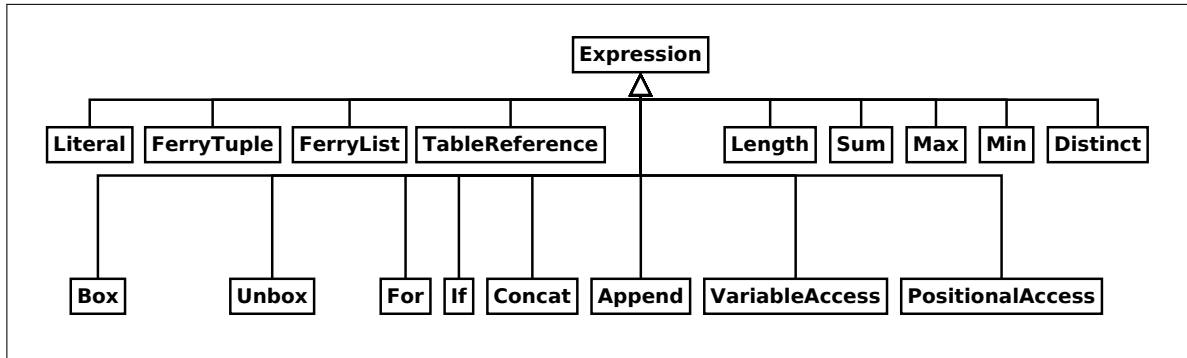 Expression
Literal FerryTuple FerryList TableReference Length Sum Max Min Distinct
Box Unbox For If Concat Append VariableAccess PositionalAccess